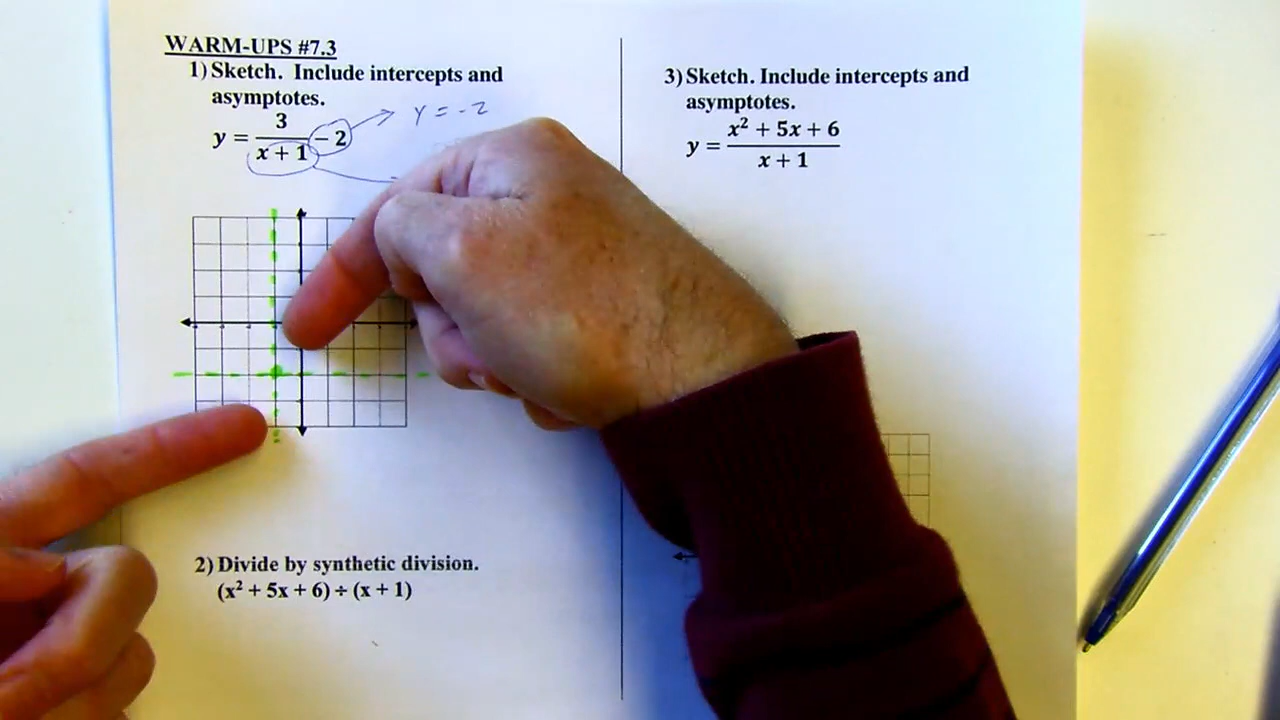 WARM-UPS #7.3
1) Sketch. Include intercepts and
asymptotes.
y = 3/(x + 1) − 2
y = -2
2) Divide by synthetic division.
(x² + 5x + 6) ÷ (x + 1)
3) Sketch. Include intercepts and
asymptotes.
y = (x² + 5x + 6)/(x + 1)